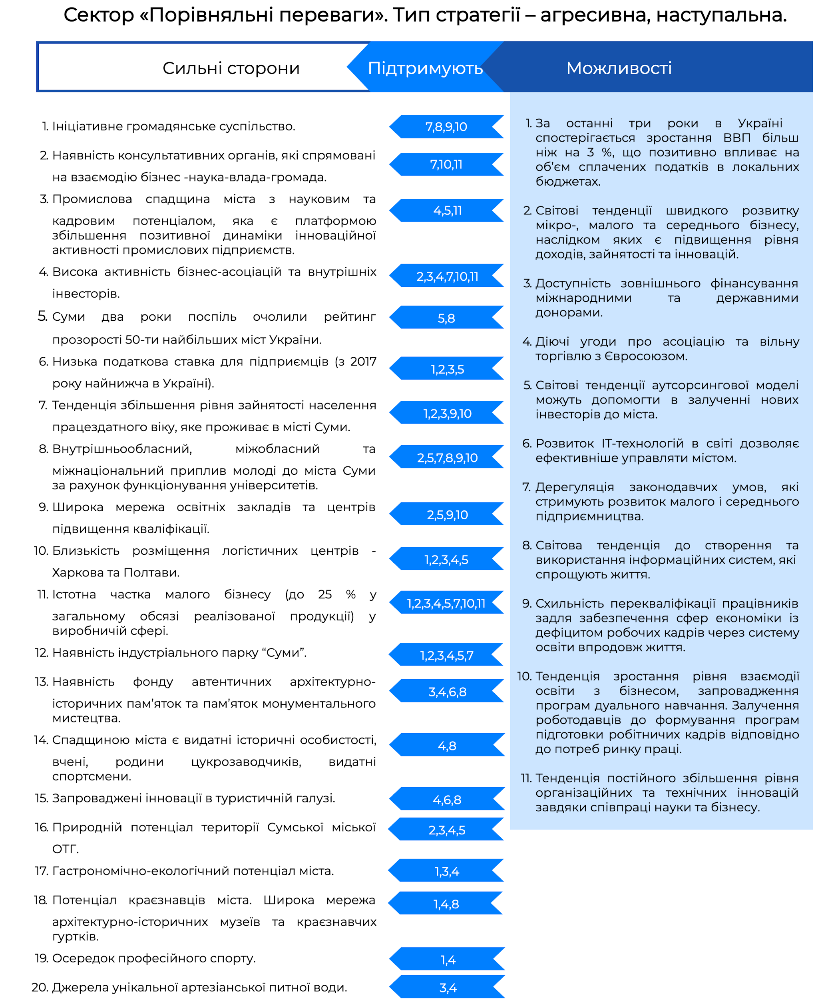 Сектор «Порівняльні переваги». Тип стратегії – агресивна, наступальна.
Сильні сторони
Підтримують
Можливості
1. Ініціативне громадянське суспільство.
2. Наявність консультативних органів, які спрямовані
на взаємодію бізнес -наука-влада-громада.
3. Промислова спадщина міста з науковим та
кадровим потенціалом, яка є платформою
збільшення позитивної динаміки інноваційної
активності промислових підприємств.
4. Висока активність бізнес-асоціацій та внутрішніх
інвесторів.
5. Суми два роки поспіль очолили рейтинг
прозорості 50-ти найбільших міст України.
6. Низька податкова ставка для підприємців (з 2017
року найнижча в Україні).
7. Тенденція збільшення рівня зайнятості населення
працездатного віку, яке проживає в місті Суми.
8. Внутрішньообласний, міжобласний та
міжнаціональний приплив молоді до міста Суми
за рахунок функціонування університетів.
9. Широка мережа освітніх закладів та центрів
підвищення кваліфікації.
10. Близькість розміщення логістичних центрів -
Харкова та Полтави.
11. Істотна частка малого бізнесу (до 25 % у
загальному обсязі реалізованої продукції) у
виробничій сфері.
12. Наявність індустріального парку “Суми”.
13. Наявність фонду автентичних архітектурно-
історичних пам’яток та пам’яток монументального
мистецтва.
14. Спадщиною міста є видатні історичні особистості,
вчені, родини цукрозаводчиків, видатні
спортсмени.
15. Запроваджені інновації в туристичній галузі.
16. Природній потенціал території Сумської міської
ОТГ.
17. Гастрономічно-екологічний потенціал міста.
18. Потенціал краєзнавців міста. Широка мережа
архітектурно-історичних музеїв та краєзнавчих
гуртків.
19. Осередок професійного спорту.
20. Джерела унікальної артезіанської питної води.
7,8,9,10
7,10,11
4,5,11
2,3,4,7,10,11
5,8
1,2,3,5
1,2,3,9,10
2,5,7,8,9,10
2,5,9,10
1,2,3,4,5
1,2,3,4,5,7,10,11
1,2,3,4,5,7
3,4,6,8
4,8
4,6,8
2,3,4,5
1,3,4
1,4,8
1,4
3,4
1. За останні три роки в Україні
спостерігається зростання ВВП більш
ніж на 3 %, що позитивно впливає на
об’єм сплачених податків в локальних
бюджетах.
2. Світові тенденції швидкого розвитку
мікро-, малого та середнього бізнесу,
наслідком яких є підвищення рівня
доходів, зайнятості та інновацій.
3. Доступність зовнішнього фінансування
міжнародними та державними
донорами.
4. Діючі угоди про асоціацію та вільну
торгівлю з Євросоюзом.
5. Світові тенденції аутсорсингової моделі
можуть допомогти в залученні нових
інвесторів до міста.
6. Розвиток ІТ-технологій в світі дозволяє
ефективніше управляти містом.
7. Дерегуляція законодавчих умов, які
стримують розвиток малого і середнього
підприємництва.
8. Світова тенденція до створення та
використання інформаційних систем, які
спрощують життя.
9. Схильність перекваліфікації працівників
задля забезпечення сфер економіки із
дефіцитом робочих кадрів через систему
освіти впродовж життя.
10. Тенденція зростання рівня взаємодії
освіти з бізнесом, запровадження
програм дуального навчання. Залучення
роботодавців до формування програм
підготовки робітничих кадрів відповідно
до потреб ринку праці.
11. Тенденція постійного збільшення рівня
організаційних та технічних інновацій
завдяки співпраці науки та бізнесу.